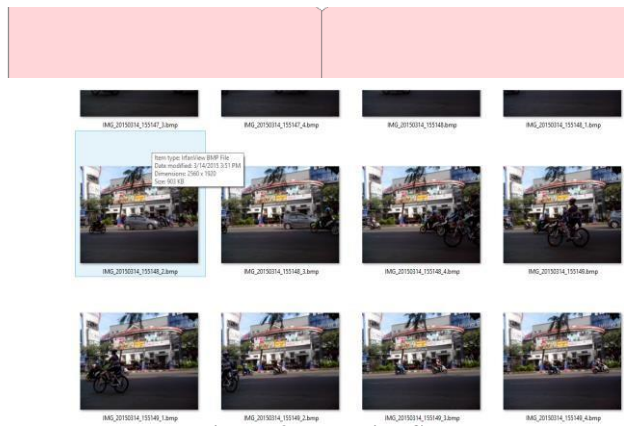 IMG_20150314_155147_3.bmp
IMG_20150314_155147_4.bmp
IMG_20150314_155148.bmp
IMG_20150314_155148_1.bmp
Item type: IrfanView BMP File
Date modified: 3/14/2015 3:51 PM
Dimensions: 2560 x 1920
Size: 903 KB
IMG_20150314_155148_2.bmp
IMG_20150314_155148_3.bmp
IMG_20150314_155148_4.bmp
IMG_20150314_155149.bmp
IMG_20150314_155149_1.bmp
IMG_20150314_155149_2.bmp
IMG_20150314_155149_3.bmp
IMG_20150314_155149_4.bmp